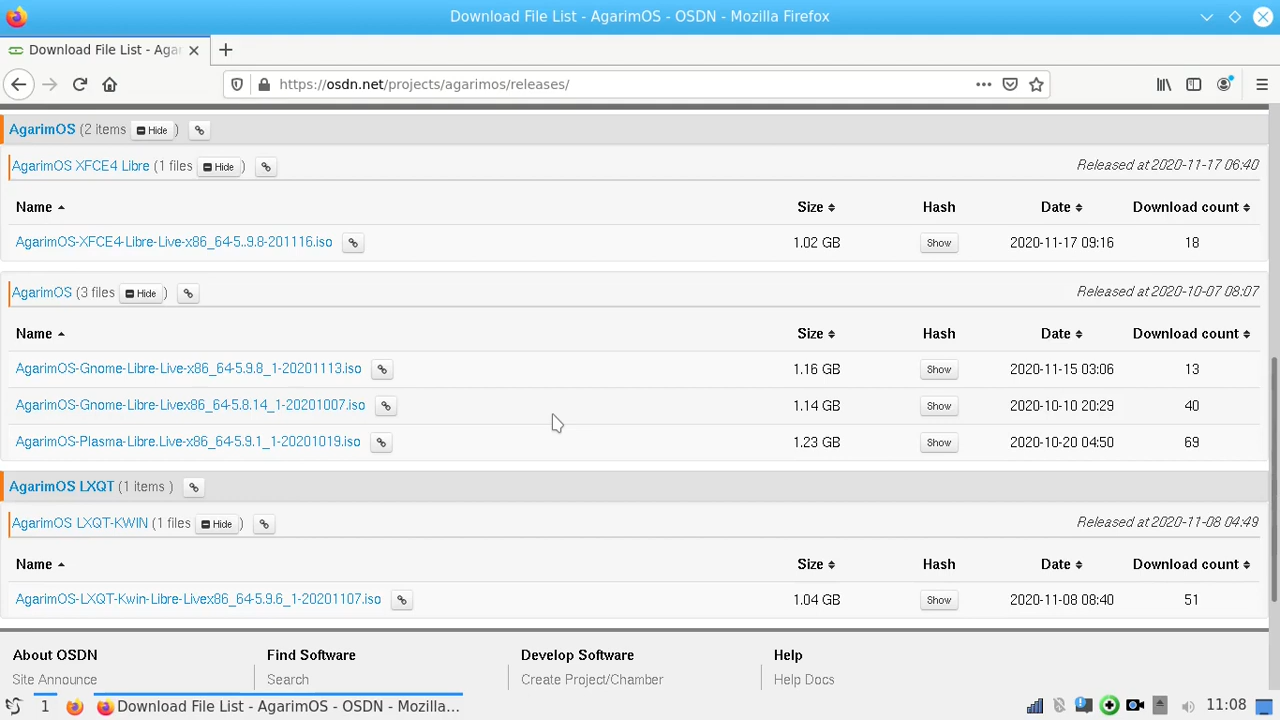 Download File List - AgarimOS - OSDN - Mozilla Firefox
Download File List - Agar
https://osdn.net/projects/agarimos/releases/
AgarimOS (2 items Hide )
AgarimOS XFCE4 Libre (1 files Hide ) Released at 2020-11-17 06:40
Name Size Hash Date Download count
AgarimOS-XFCE4-Libre-Live-x86_64-5..9.8-201116.iso 1.02 GB Show 2020-11-17 09:16 18
AgarimOS (3 files Hide ) Released at 2020-10-07 08:07
Name Size Hash Date Download count
AgarimOS-Gnome-Libre-Live-x86_64-5.9.8_1-20201113.iso 1.16 GB Show 2020-11-15 03:06 13
AgarimOS-Gnome-Libre-Livex86_64-5.8.14_1-20201007.iso 1.14 GB Show 2020-10-10 20:29 40
AgarimOS-Plasma-Libre.Live-x86_64-5.9.1_1-20201019.iso 1.23 GB Show 2020-10-20 04:50 69
AgarimOS LXQT (1 items )
AgarimOS LXQT-KWIN (1 files Hide ) Released at 2020-11-08 04:49
Name Size Hash Date Download count
AgarimOS-LXQT-Kwin-Libre-Livex86_64-5.9.6_1-20201107.iso 1.04 GB Show 2020-11-08 08:40 51
About OSDN Find Software Develop Software Help
Site Announce Search Create Project/Chamber Help Docs
1 Download File List - AgarimOS - OSDN - Mozilla... 11:08